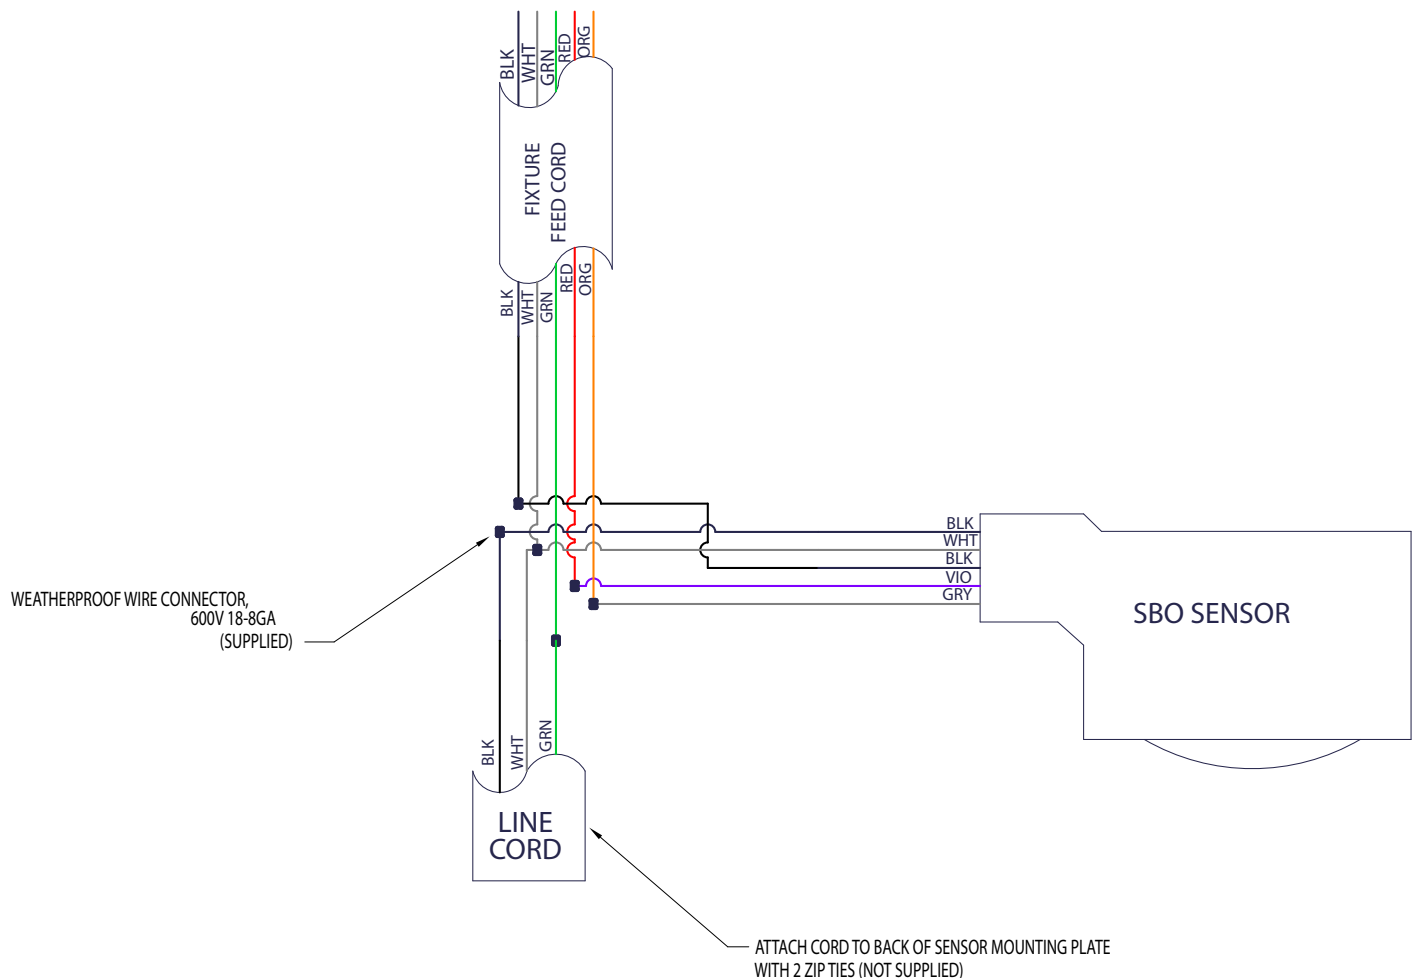 BLK
WHT
GRN
RED
ORG
FIXTURE
FEED CORD
BLK
WHT
GRN
RED
ORG
BLK
WHT
BLK
VIO
GRY
SBO SENSOR
WEATHERPROOF WIRE CONNECTOR,
600V 18-8GA
(SUPPLIED)
BLK
WHT
GRN
LINE
CORD
ATTACH CORD TO BACK OF SENSOR MOUNTING PLATE
WITH 2 ZIP TIES (NOT SUPPLIED)